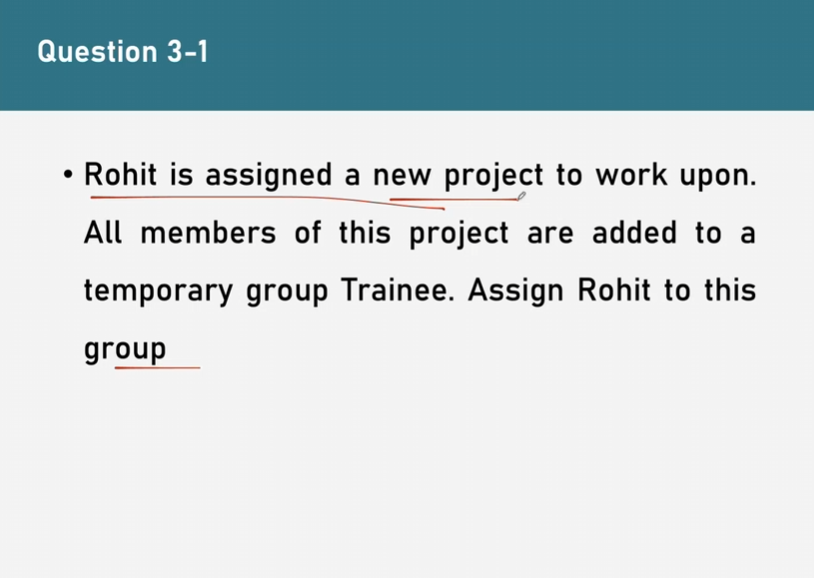 Question 3-1
• Rohit is assigned a new project to work upon.
All members of this project are added to a
temporary group Trainee. Assign Rohit to this
group